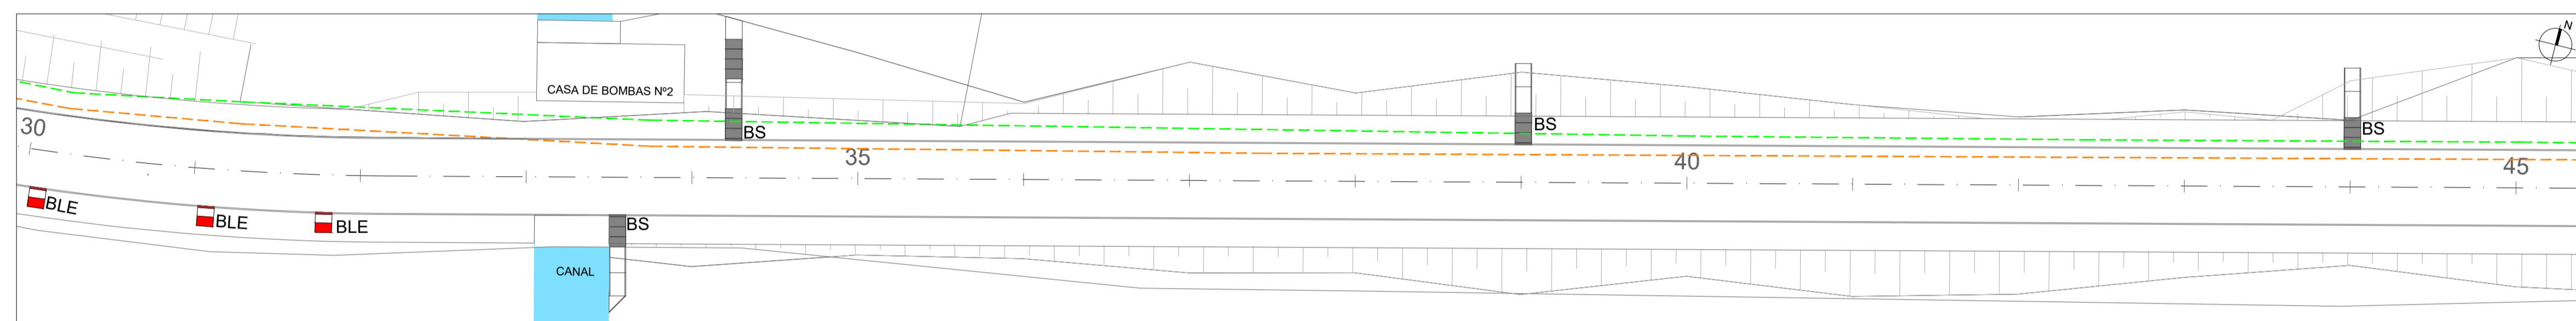 N
CASA DE BOMBAS Nº2
30
BS
BS
BS
35
40
45
BLE
BLE
BLE
BS
CANAL